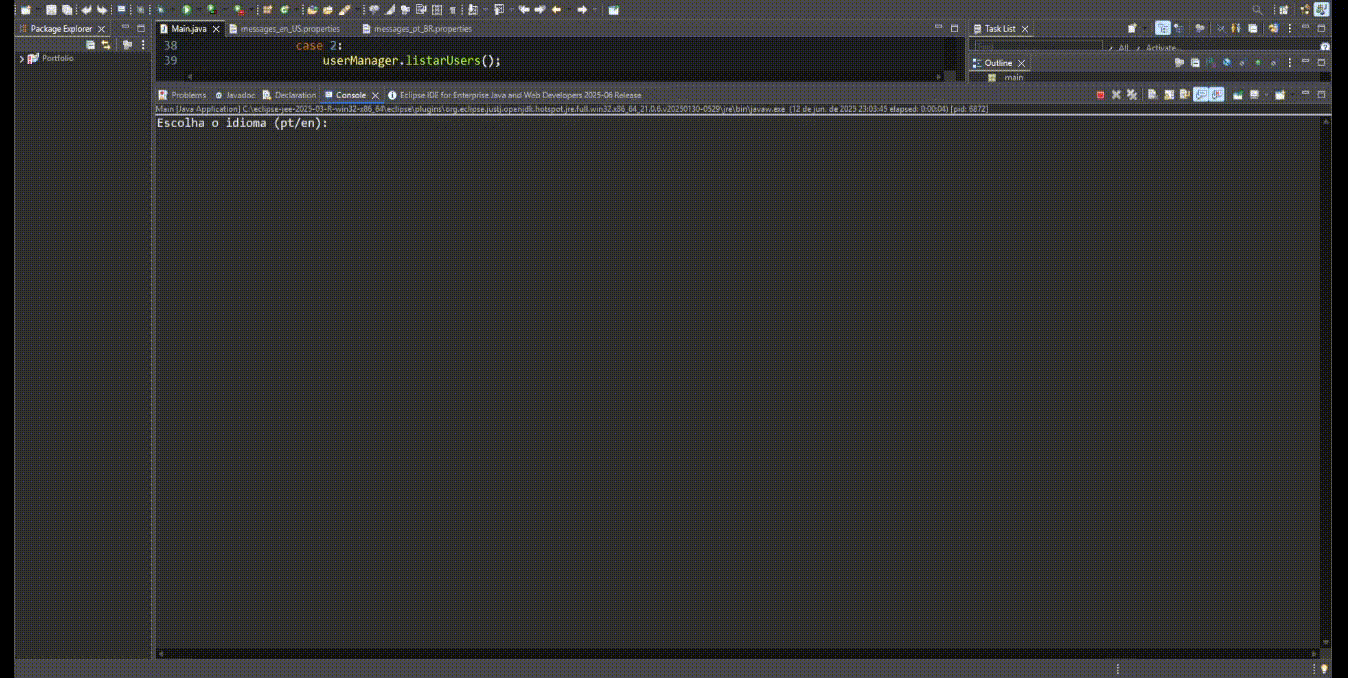 Package Explorer
Main.java
messages_en_US.properties
messages_pt_BR.properties
Task List
38 case 2:
39 userManager.listarUsers();
Portfolio
All
Activate...
Outline
main
Problems
Javadoc
Declaration
Console
Eclipse IDE for Enterprise Java and Web Developers 2025-06 Release
Main [Java Application] C:\eclipse-jee-2025-03-R-win32-x86_64\eclipse\plugins\org.eclipse.justj.openjdk.hotspot.jre.full.win32.x86_64_21.0.6.v20250130-0529\jre\bin\javaw.exe (12 de jun. de 2025 23:03:45 elapsed: 0:00:04) [pid: 6872]
Escolha o idioma (pt/en):